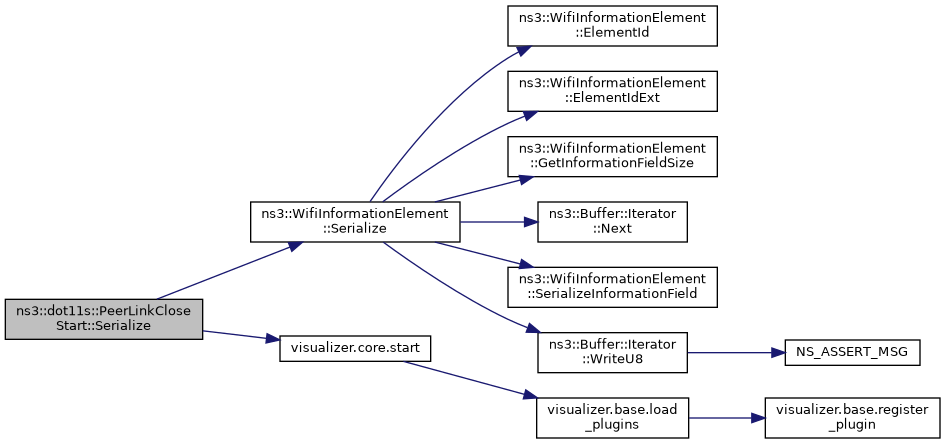 ns3::WifiInformationElement
::ElementId
ns3::WifiInformationElement
::ElementIdExt
ns3::WifiInformationElement
::GetInformationFieldSize
ns3::WifiInformationElement
::Serialize
ns3::Buffer::Iterator
::Next
ns3::WifiInformationElement
::SerializeInformationField
ns3::dot11s::PeerLinkClose
Start::Serialize
visualizer.core.start
ns3::Buffer::Iterator
::WriteU8
NS_ASSERT_MSG
visualizer.base.load
_plugins
visualizer.base.register
_plugin